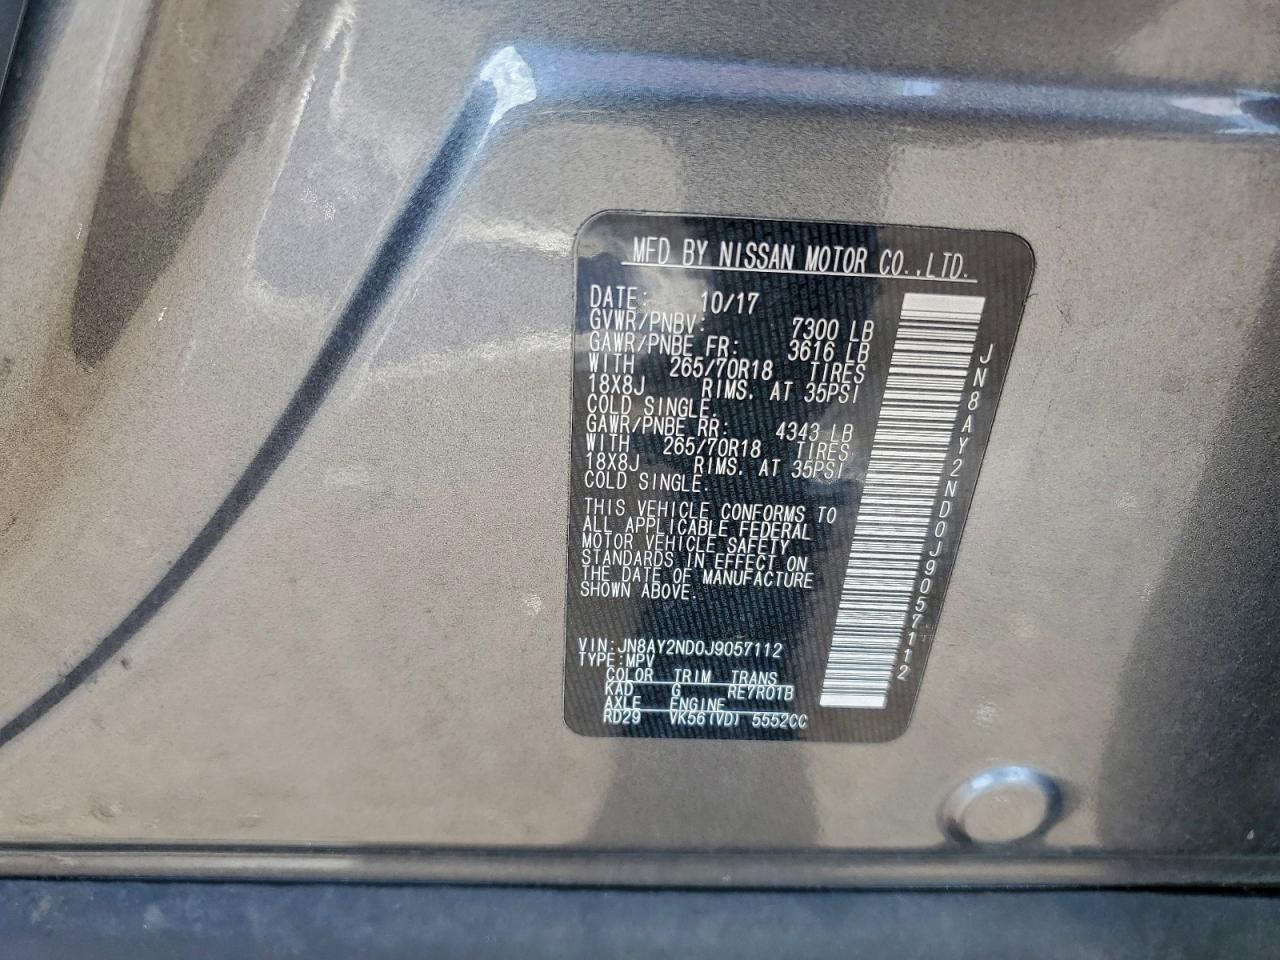 MFD BY NISSAN MOTOR CO.,LTD.
DATE: 10/17
GVWR/PNBV: 7300 LB
GAWR/PNBE FR: 3616 LB
WITH 265/70R18 TIRES
18X8J RIMS. AT 35PSI
COLD SINGLE.
GAWR/PNBE RR: 4343 LB
WITH 265/70R18 TIRES
18X8J RIMS. AT 35PSI
COLD SINGLE.
THIS VEHICLE CONFORMS TO
ALL APPLICABLE FEDERAL
MOTOR VEHICLE SAFETY
STANDARDS IN EFFECT ON
THE DATE OF MANUFACTURE
SHOWN ABOVE.
VIN:JN8AY2ND0J9057112
TYPE:MPV
COLOR TRIM TRANS
KAD G RE7R01B
AXLE ENGINE
RD29 VK56(VD) 5552CC
JN8AY2ND0J9057112